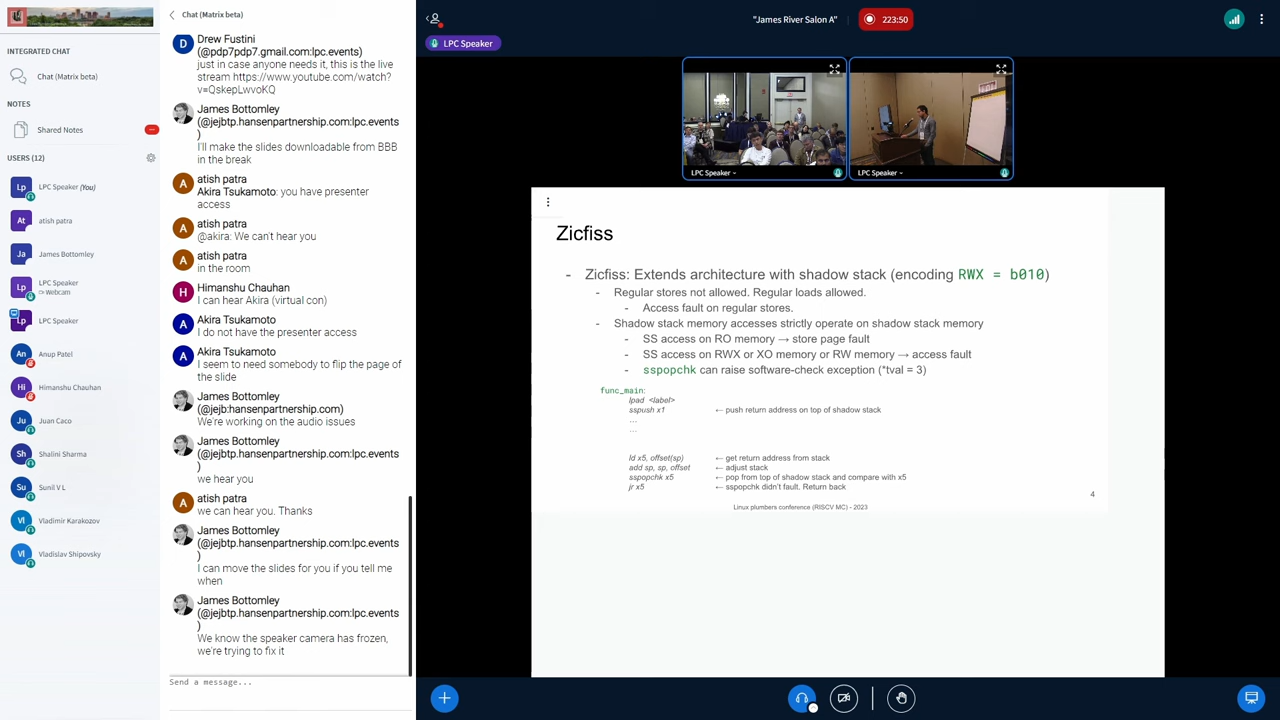 INTEGRATED CHAT
Chat (Matrix beta)
NOTES
Shared Notes
USERS (12)
Lp LPC Speaker (You)
At atish patra
Ja James Bottomley
Lp LPC Speaker
Webcam
Lp LPC Speaker
An Anup Patel
Hi Himanshu Chauhan
Ju Juan Caco
Sh Shalini Sharma
Su Sunil V L
Vl Vladimir Karakozov
Vl Vladislav Shipovsky
Chat (Matrix beta)
D Drew Fustini
(@pdp7pdp7.gmail.com:lpc.events)
just in case anyone needs it, this is the live
stream https://www.youtube.com/watch?
v=QskepLwvoKQ
James Bottomley
(@jejbtp.hansenpartnership.com:lpc.events
)
I'll make the slides downloadable from BBB
in the break
A atish patra
Akira Tsukamoto: you have presenter
access
A atish patra
@akira: We can't hear you
A atish patra
in the room
H Himanshu Chauhan
I can hear Akira (virtual con)
A Akira Tsukamoto
I do not have the presenter access
A Akira Tsukamoto
I seem to need somebody to flip the page of
the slide
James Bottomley
(@jejb:hansenpartnership.com)
We're working on the audio issues
James Bottomley
(@jejbtp.hansenpartnership.com:lpc.events
)
we hear you
A atish patra
we can hear you. Thanks
James Bottomley
(@jejbtp.hansenpartnership.com:lpc.events
)
I can move the slides for you if you tell me
when
James Bottomley
(@jejbtp.hansenpartnership.com:lpc.events
)
We know the speaker camera has frozen,
we're trying to fix it
Send a message...
"James River Salon A"
223:50
LPC Speaker
LPC Speaker
LPC Speaker
Zicfiss
- Zicfiss: Extends architecture with shadow stack (encoding RWX = b010)
- Regular stores not allowed. Regular loads allowed.
- Access fault on regular stores.
- Shadow stack memory accesses strictly operate on shadow stack memory
- SS access on RO memory → store page fault
- SS access on RWX or XO memory or RW memory → access fault
- sspopchk can raise software-check exception (*tval = 3)
func_main:
lpad <label>
sspush x1 ← push return address on top of shadow stack
...
...
ld x5, offset(sp) ← get return address from stack
add sp, sp, offset ← adjust stack
sspopchk x5 ← pop from top of shadow stack and compare with x5
jr x5 ← sspopchk didn't fault. Return back
4
Linux plumbers conference (RISCV MC) - 2023